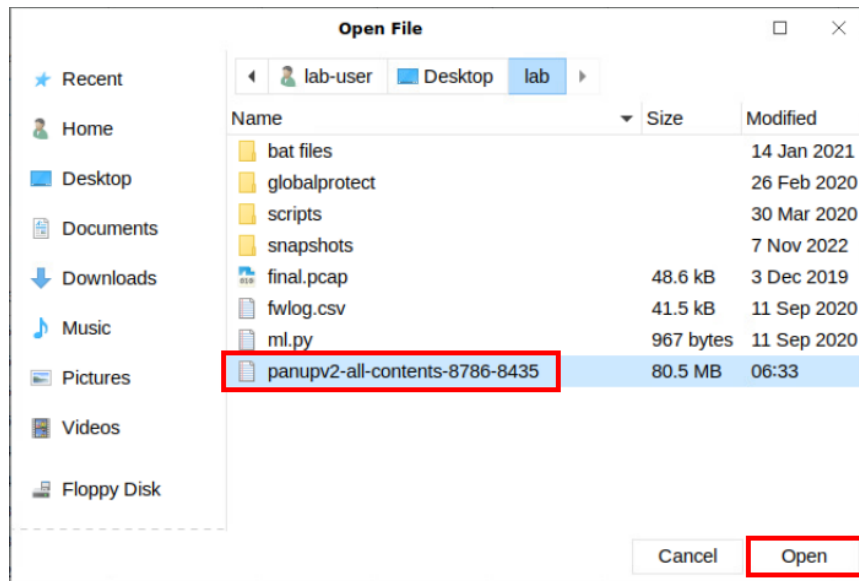 Open File
Recent
Home
Desktop
Documents
Downloads
Music
Pictures
Videos
Floppy Disk
lab-user Desktop lab
Name Size Modified
bat files 14 Jan 2021
globalprotect 26 Feb 2020
scripts 30 Mar 2020
snapshots 7 Nov 2022
final.pcap 48.6 kB 3 Dec 2019
fwlog.csv 41.5 kB 11 Sep 2020
ml.py 967 bytes 11 Sep 2020
panupv2-all-contents-8786-8435 80.5 MB 06:33
Cancel Open